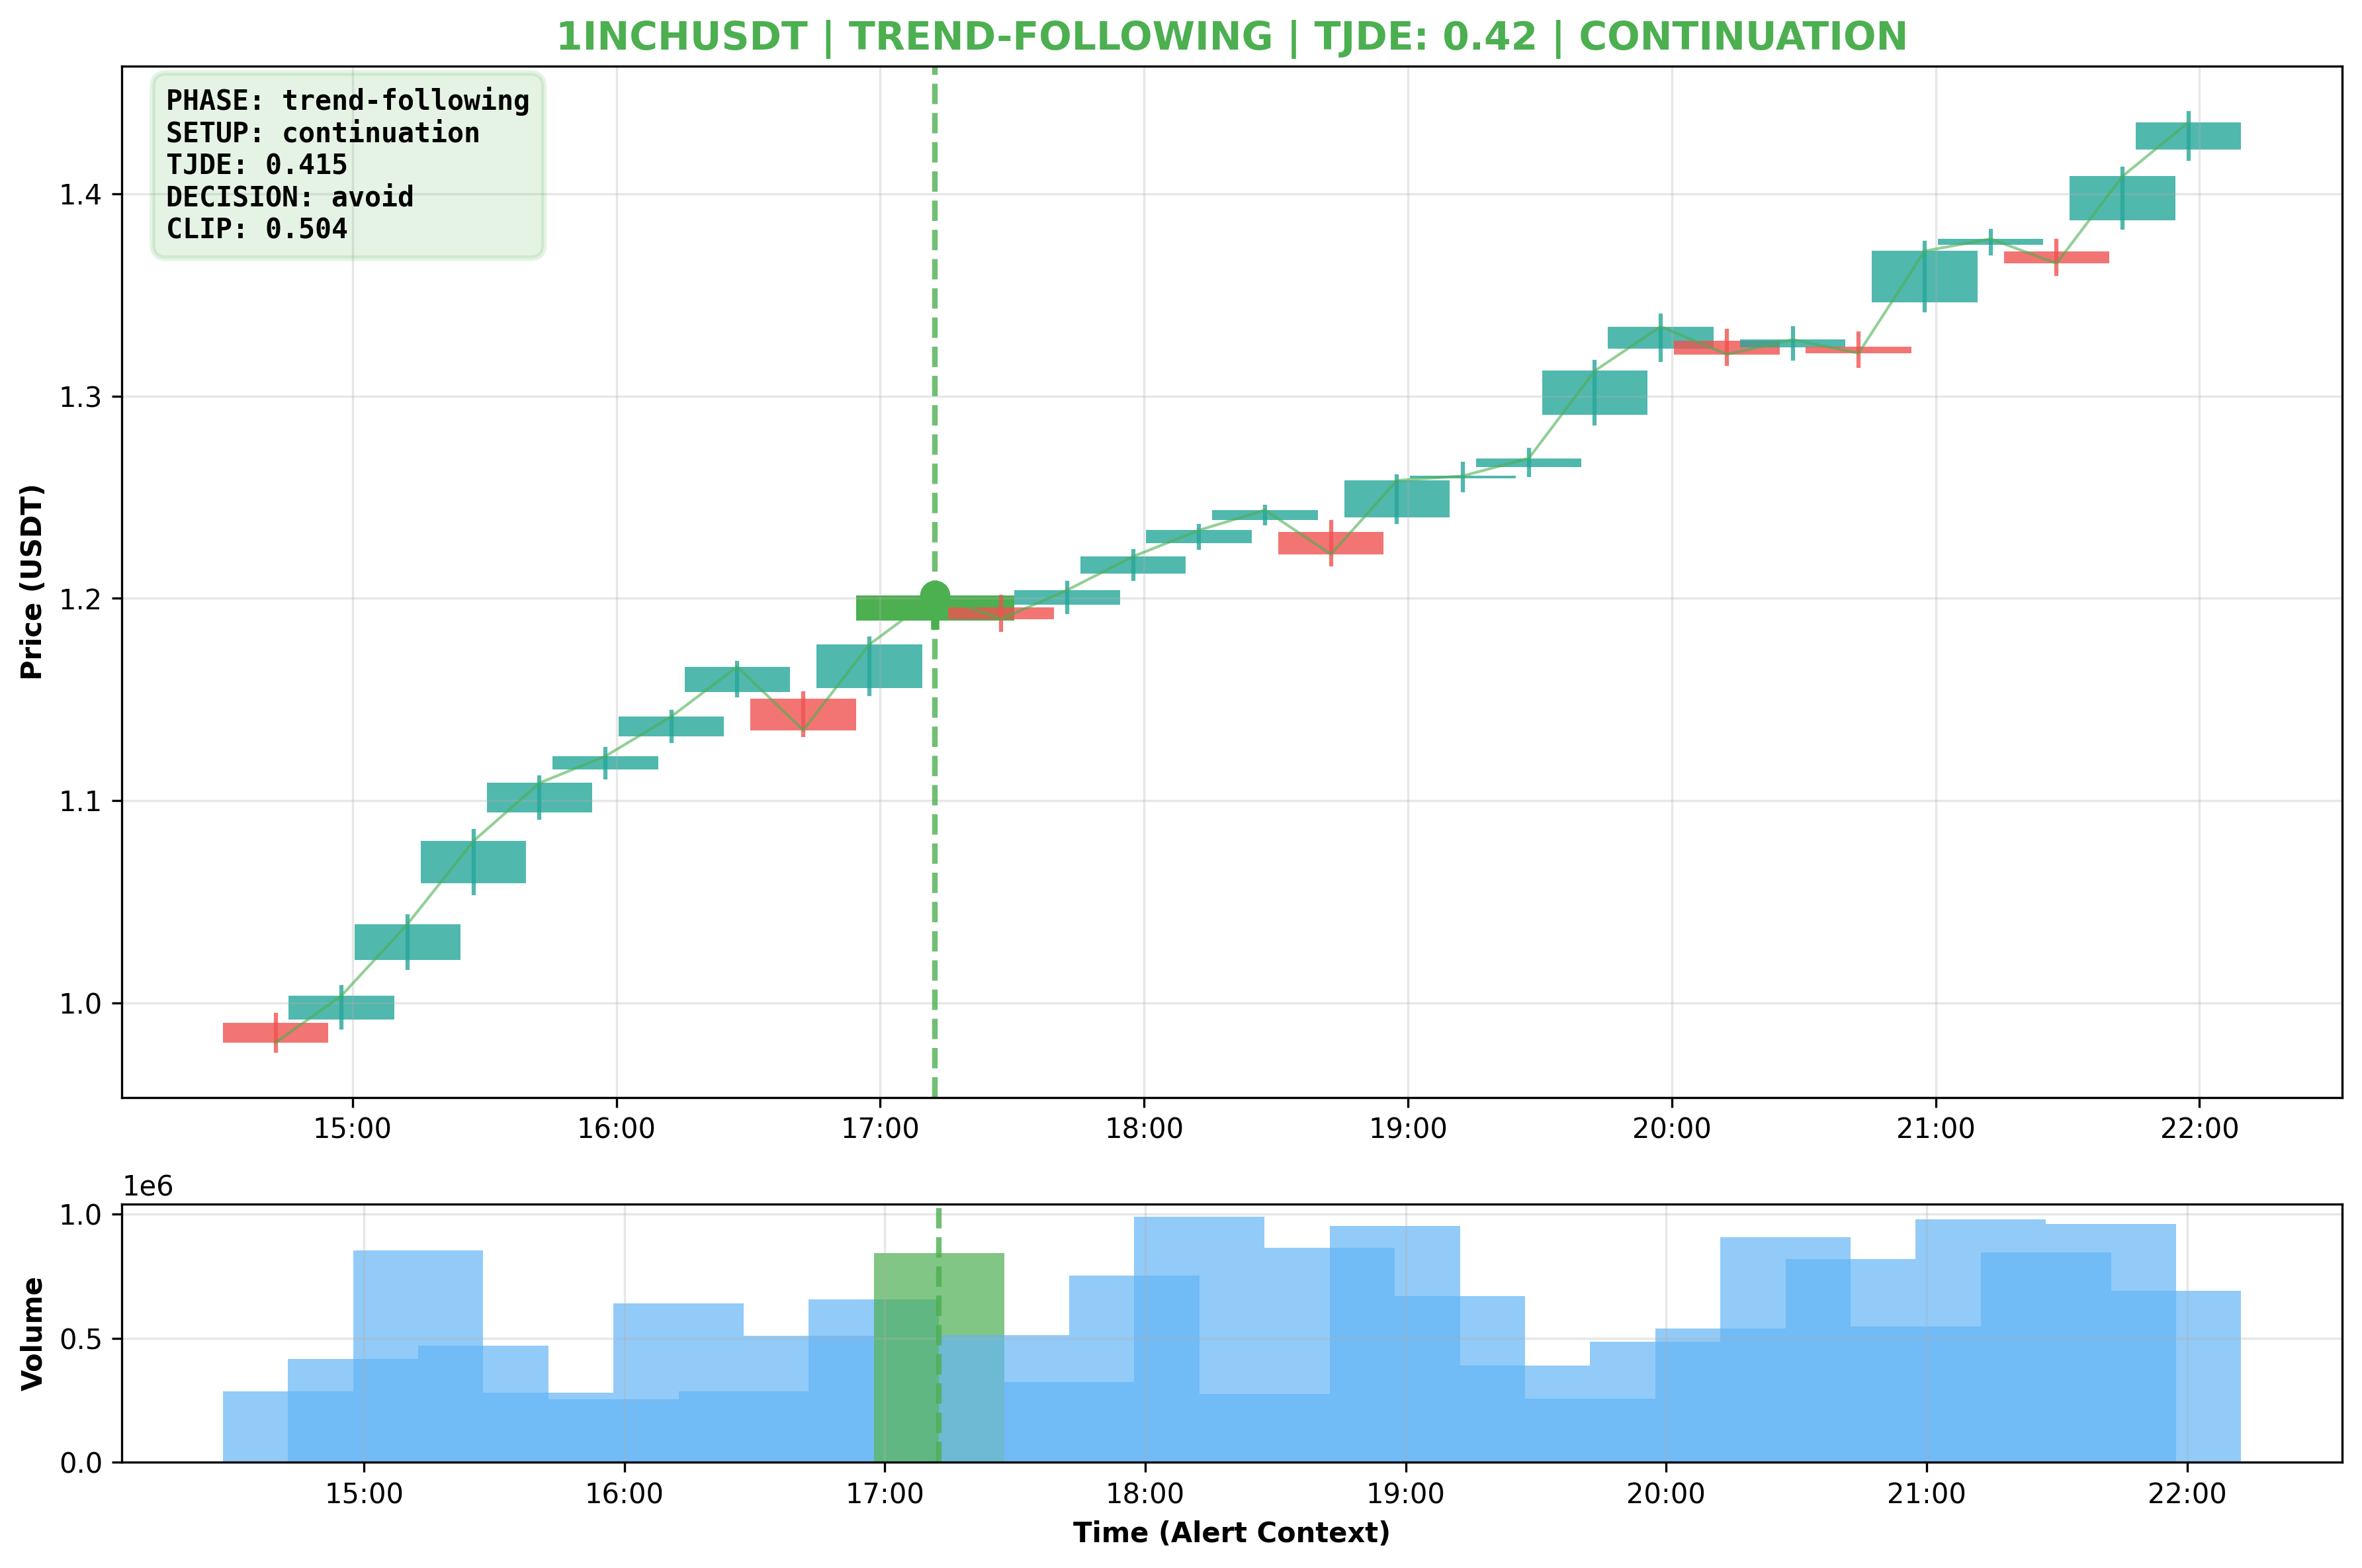 1INCHUSDT | TREND-FOLLOWING | TJDE: 0.42 | CONTINUATION
PHASE: trend-following
SETUP: continuation
TJDE: 0.415
DECISION: avoid
CLIP: 0.504
Price (USDT)
1.4
1.3
1.2
1.1
1.0
15:00 16:00 17:00 18:00 19:00 20:00 21:00 22:00
1e6
Volume
1.0
0.5
0.0
15:00 16:00 17:00 18:00 19:00 20:00 21:00 22:00
Time (Alert Context)